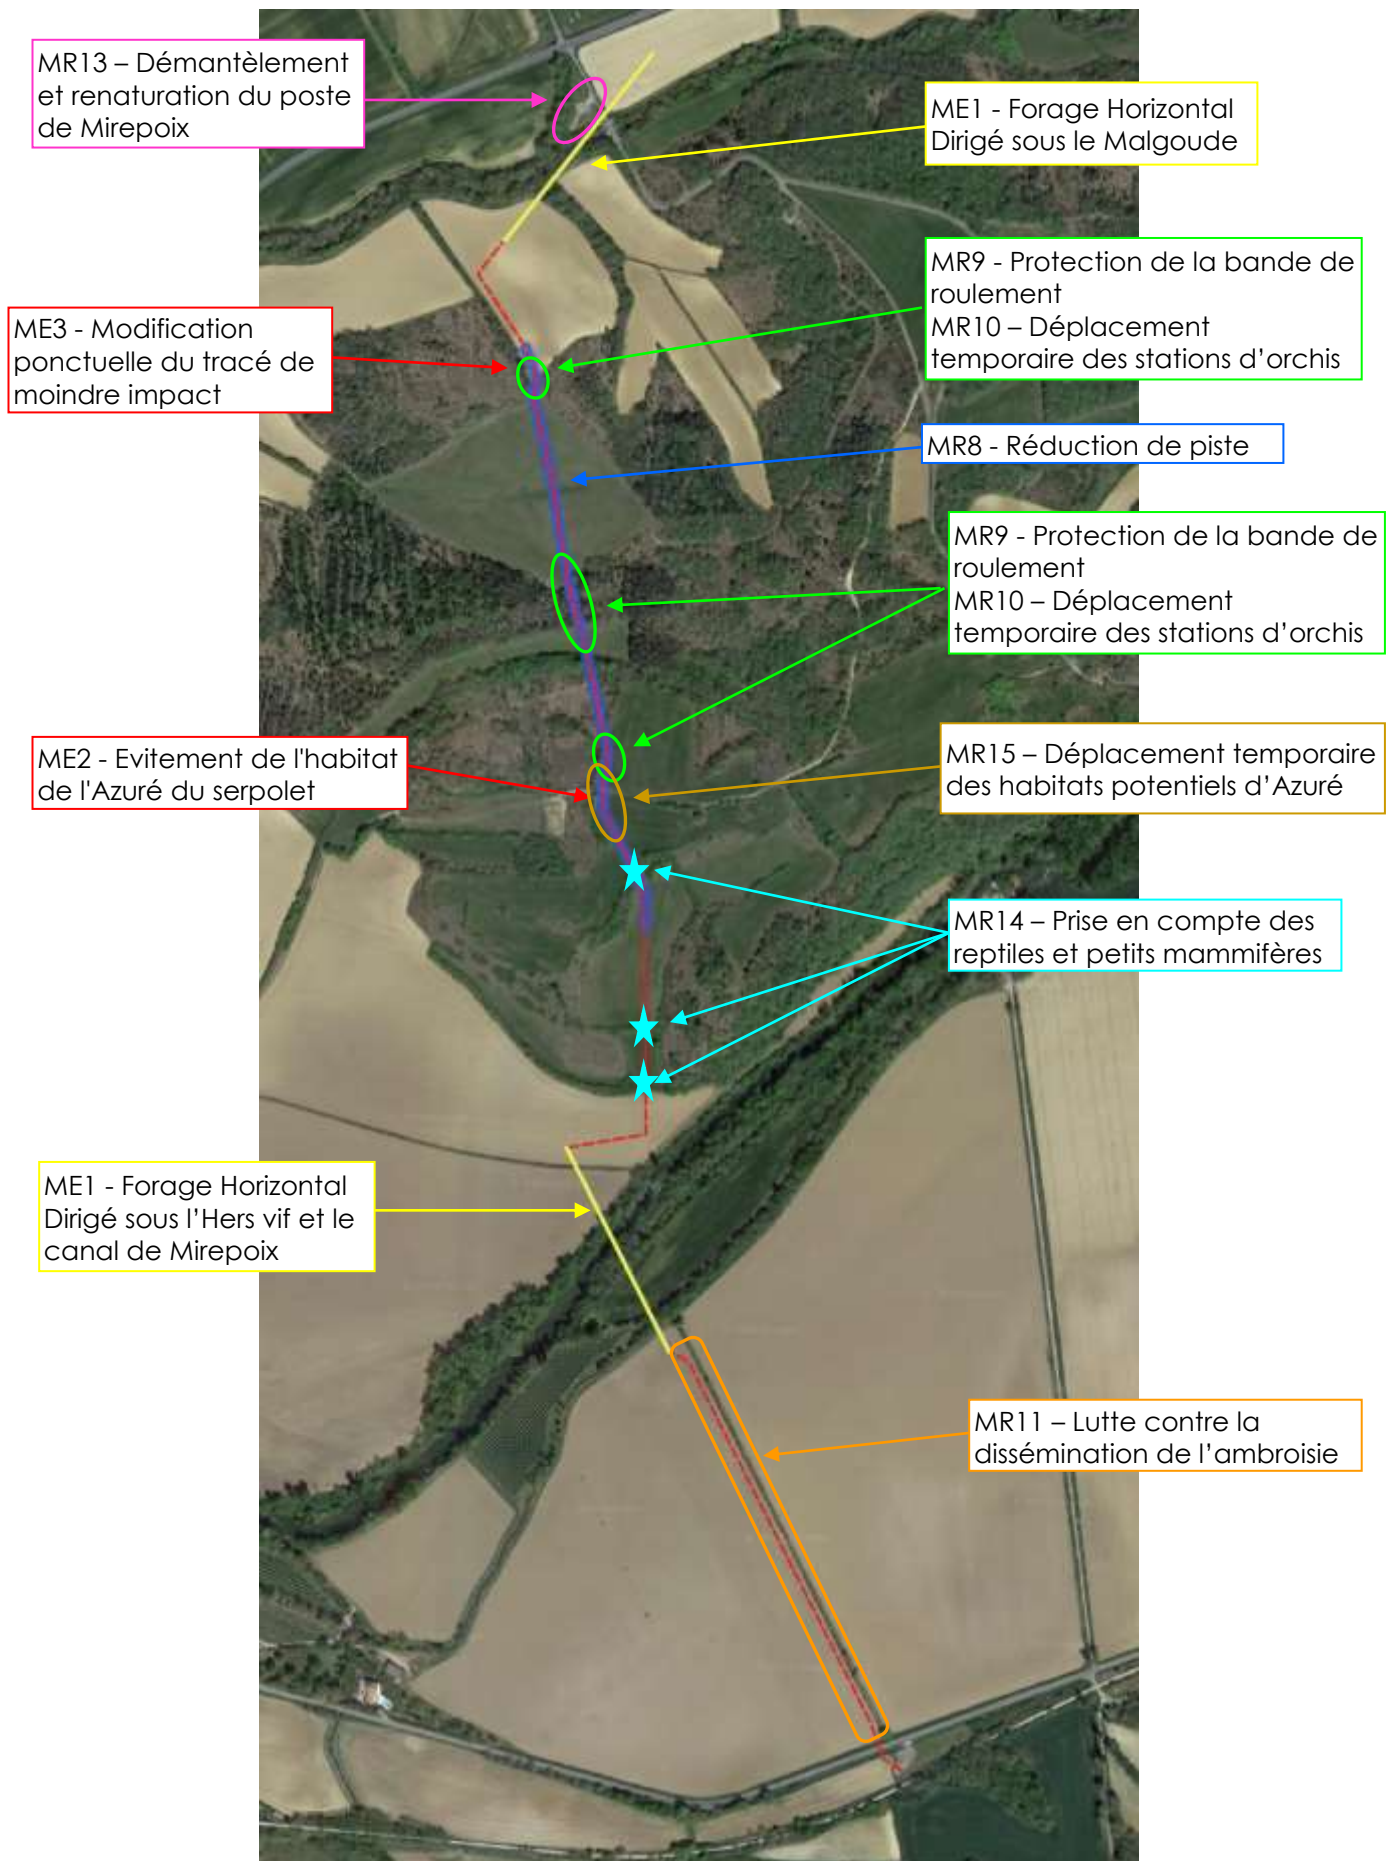 MR13 – Démantèlement
et renaturation du poste
de Mirepoix
ME1 - Forage Horizontal
Dirigé sous le Malgoude
MR9 - Protection de la bande de
roulement
MR10 – Déplacement
temporaire des stations d’orchis
ME3 - Modification
ponctuelle du tracé de
moindre impact
MR8 - Réduction de piste
MR9 - Protection de la bande de
roulement
MR10 – Déplacement
temporaire des stations d’orchis
ME2 - Evitement de l'habitat
de l'Azuré du serpolet
MR15 – Déplacement temporaire
des habitats potentiels d’Azuré
MR14 – Prise en compte des
reptiles et petits mammifères
ME1 - Forage Horizontal
Dirigé sous l’Hers vif et le
canal de Mirepoix
MR11 – Lutte contre la
dissémination de l’ambroisie